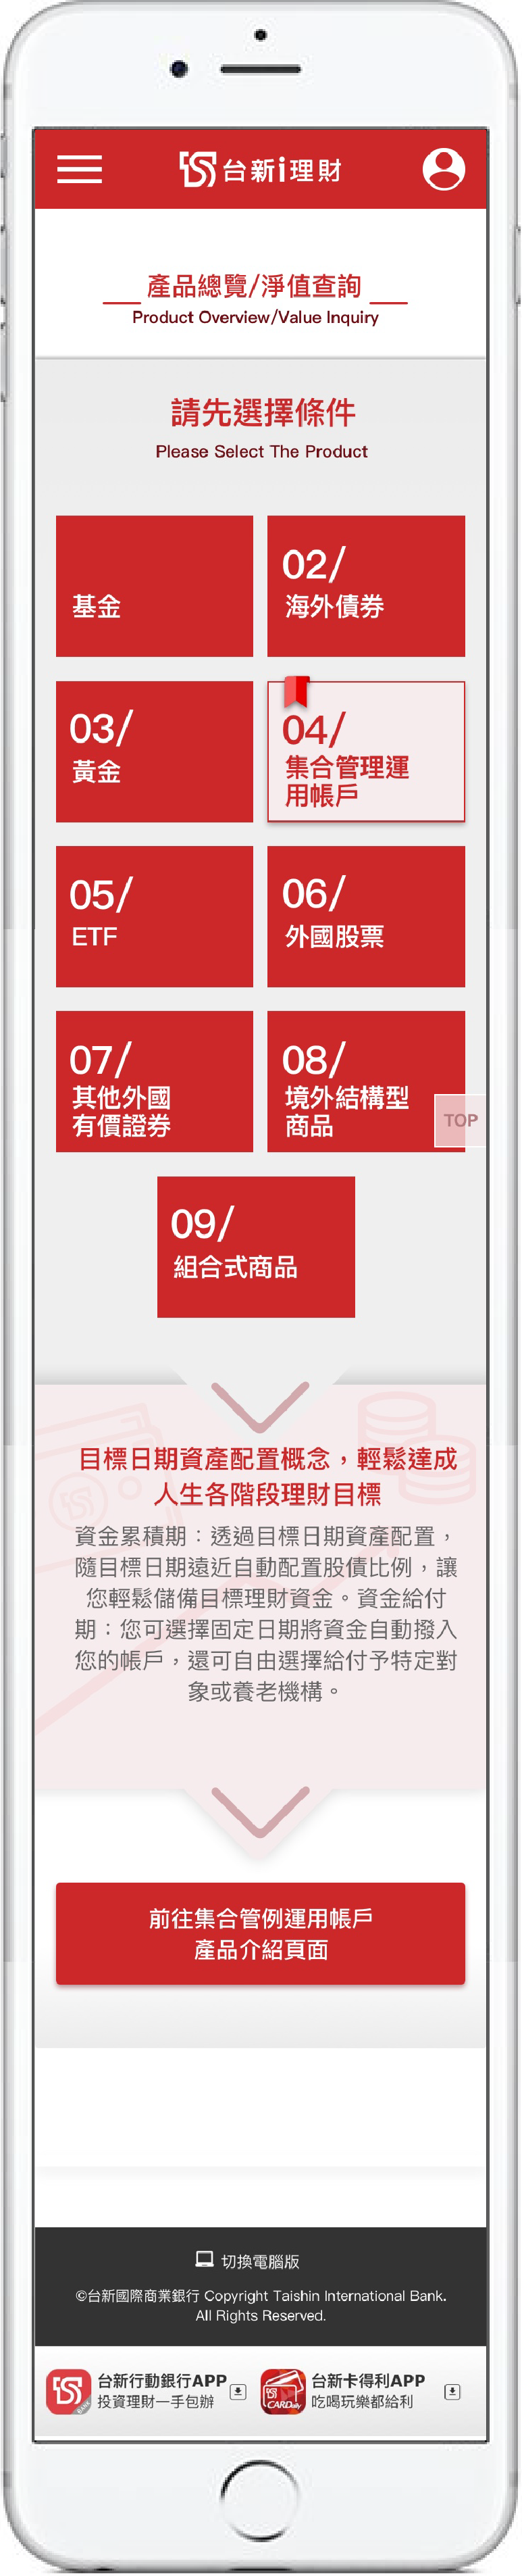 台新i理財
產品總覽/淨值查詢
Product Overview/Value Inquiry
請先選擇條件
Please Select The Product
基金
02/
海外債券
03/
黃金
04/
集合管理運
用帳戶
05/
ETF
06/
外國股票
07/
其他外國
有價證券
08/
境外結構型
商品
TOP
09/
組合式商品
目標日期資產配置概念，輕鬆達成
人生各階段理財目標
資金累積期：透過目標日期資產配置，
隨目標日期遠近自動配置股債比例，讓
您輕鬆儲備目標理財資金。資金給付
期：您可選擇固定日期將資金自動撥入
您的帳戶，還可自由選擇給付予特定對
象或養老機構。
前往集合管例運用帳戶
產品介紹頁面
切換電腦版
©台新國際商業銀行 Copyright Taishin International Bank.
All Rights Reserved.
台新行動銀行APP
投資理財一手包辦
CARDaily
台新卡得利APP
吃喝玩樂都給利